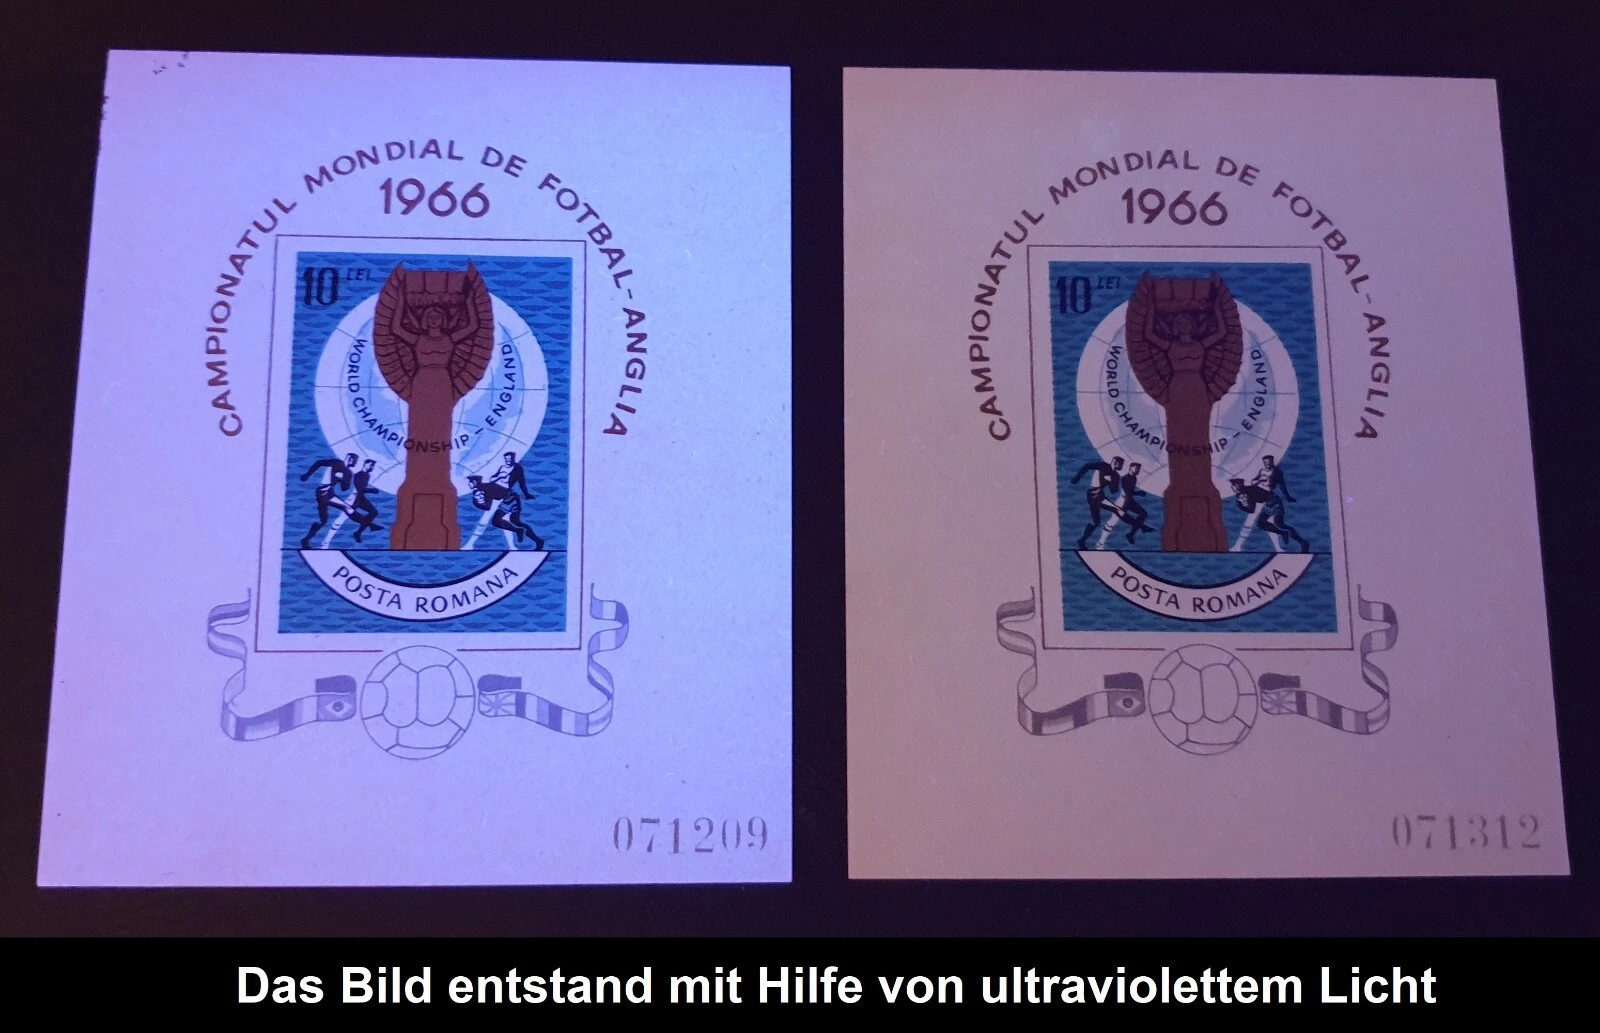 CAMPIONATUL MONDIAL DE FOTBAL-ANGLIA
1966
10 LEI
WORLD CHAMPIONSHIP - ENGLAND
POSTA ROMANA
071209
CAMPIONATUL MONDIAL DE FOTBAL-ANGLIA
1966
10 LEI
WORLD CHAMPIONSHIP - ENGLAND
POSTA ROMANA
071312
Das Bild entstand mit Hilfe von ultraviolettem Licht